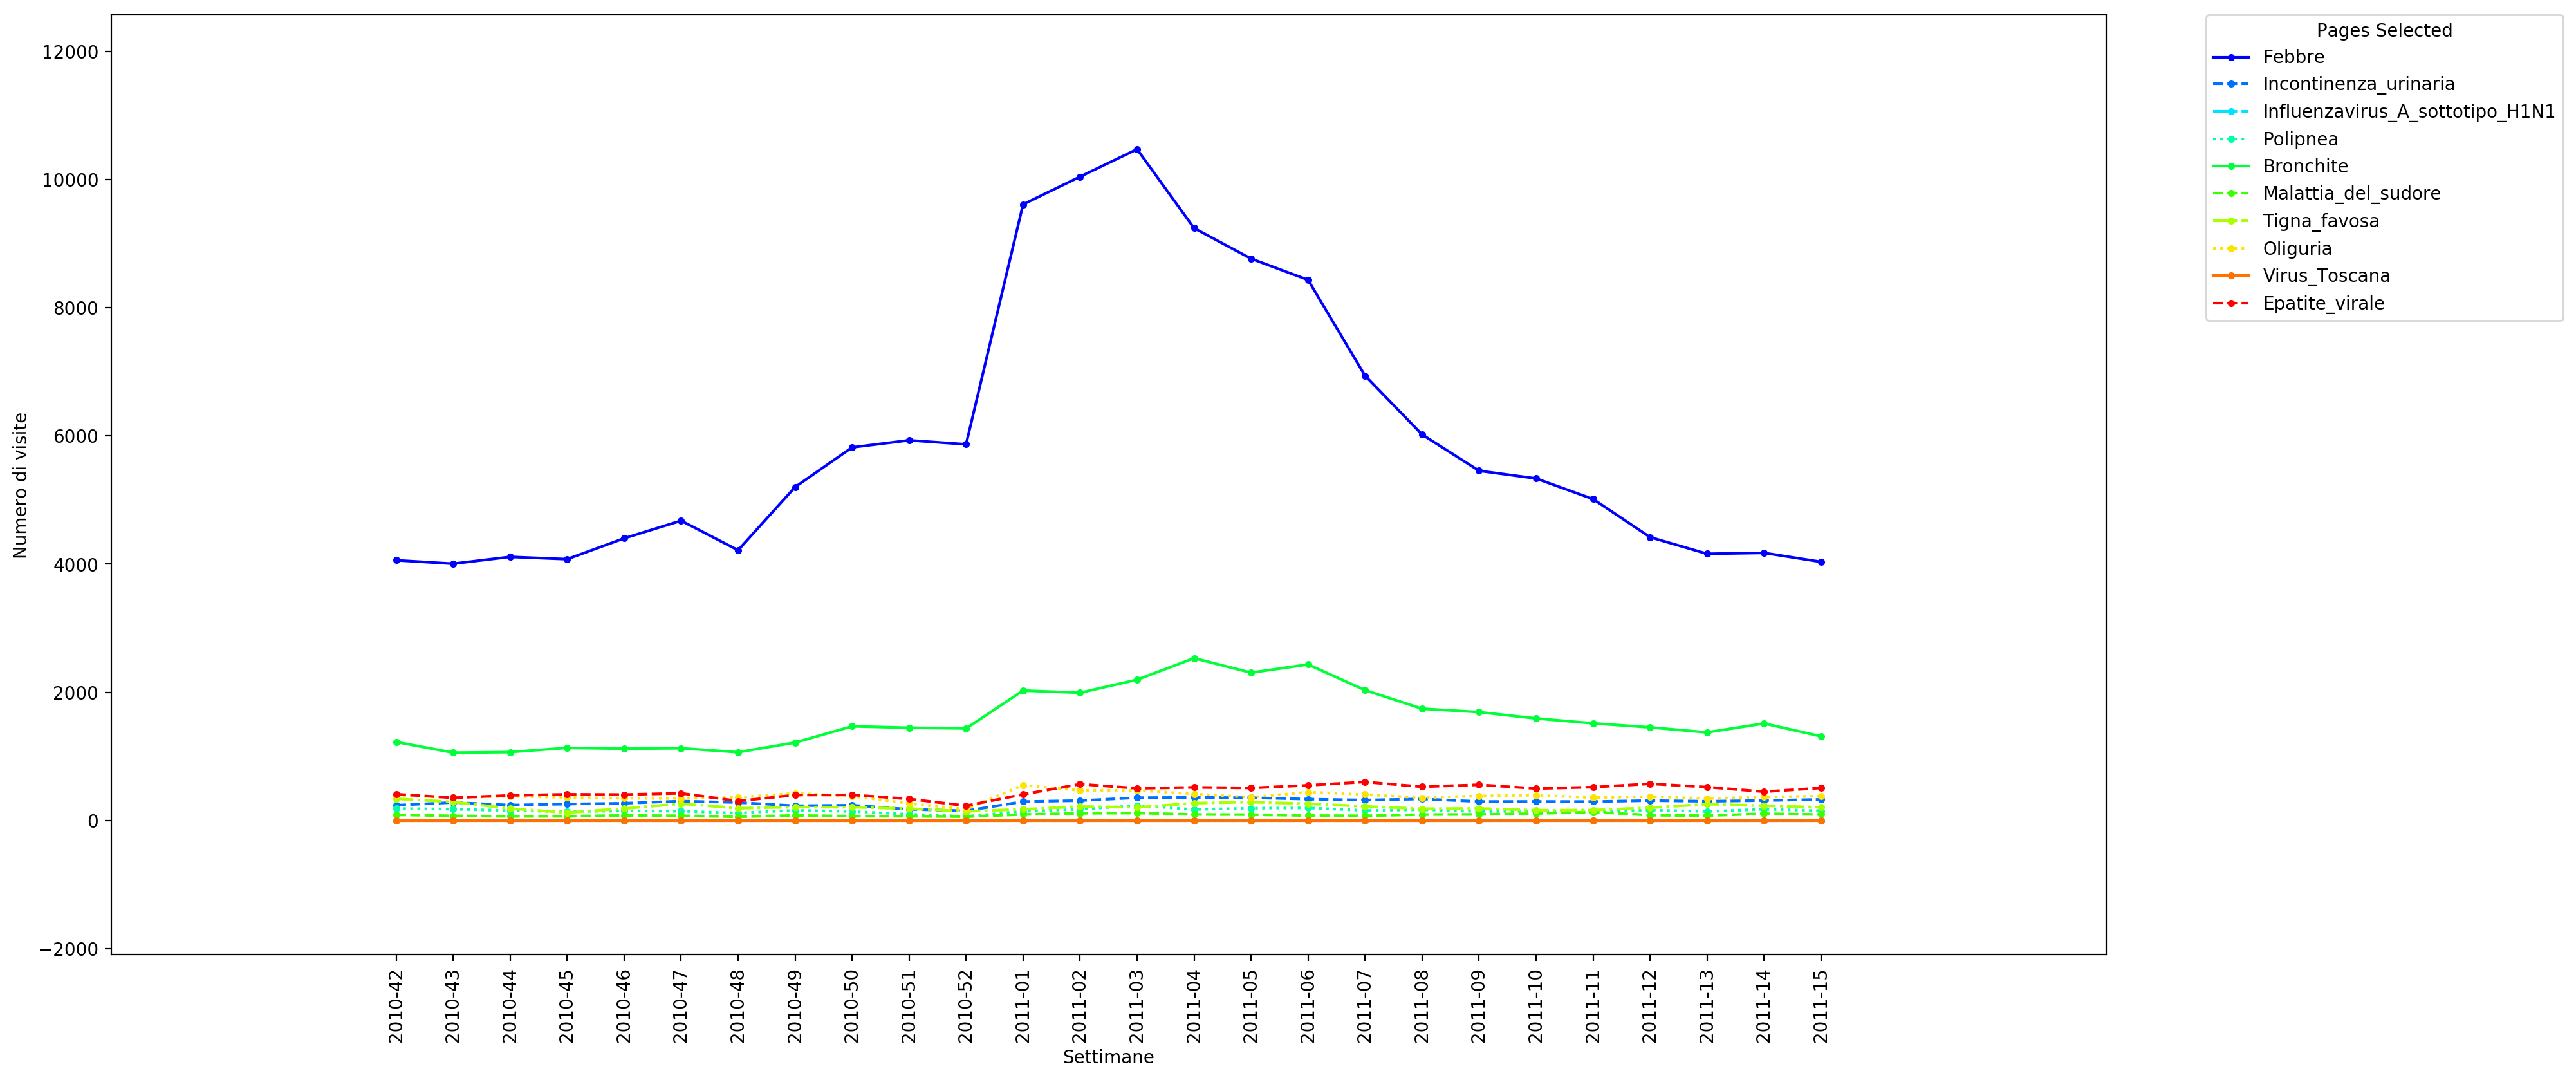 Pages Selected
Febbre
Incontinenza_urinaria
Influenzavirus_A_sottotipo_H1N1
Polipnea
Bronchite
Malattia_del_sudore
Tigna_favosa
Oliguria
Virus_Toscana
Epatite_virale
Numero di visite
12000
10000
8000
6000
4000
2000
0
−2000
2010-42
2010-43
2010-44
2010-45
2010-46
2010-47
2010-48
2010-49
2010-50
2010-51
2010-52
2011-01
2011-02
2011-03
2011-04
2011-05
2011-06
2011-07
2011-08
2011-09
2011-10
2011-11
2011-12
2011-13
2011-14
2011-15
Settimane